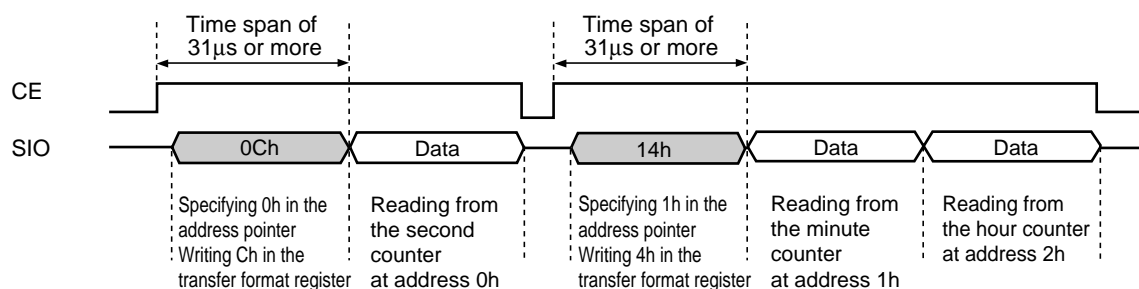 Time span of
31μs or more
Time span of
31μs or more
CE
SIO
0Ch
Data
14h
Data
Data
Specifying 0h in the
address pointer
Writing Ch in the
transfer format register
Reading from
the second
counter
at address 0h
Specifying 1h in the
address pointer
Writing 4h in the
transfer format register
Reading from
the minute
counter
at address 1h
Reading from
the hour counter
at address 2h